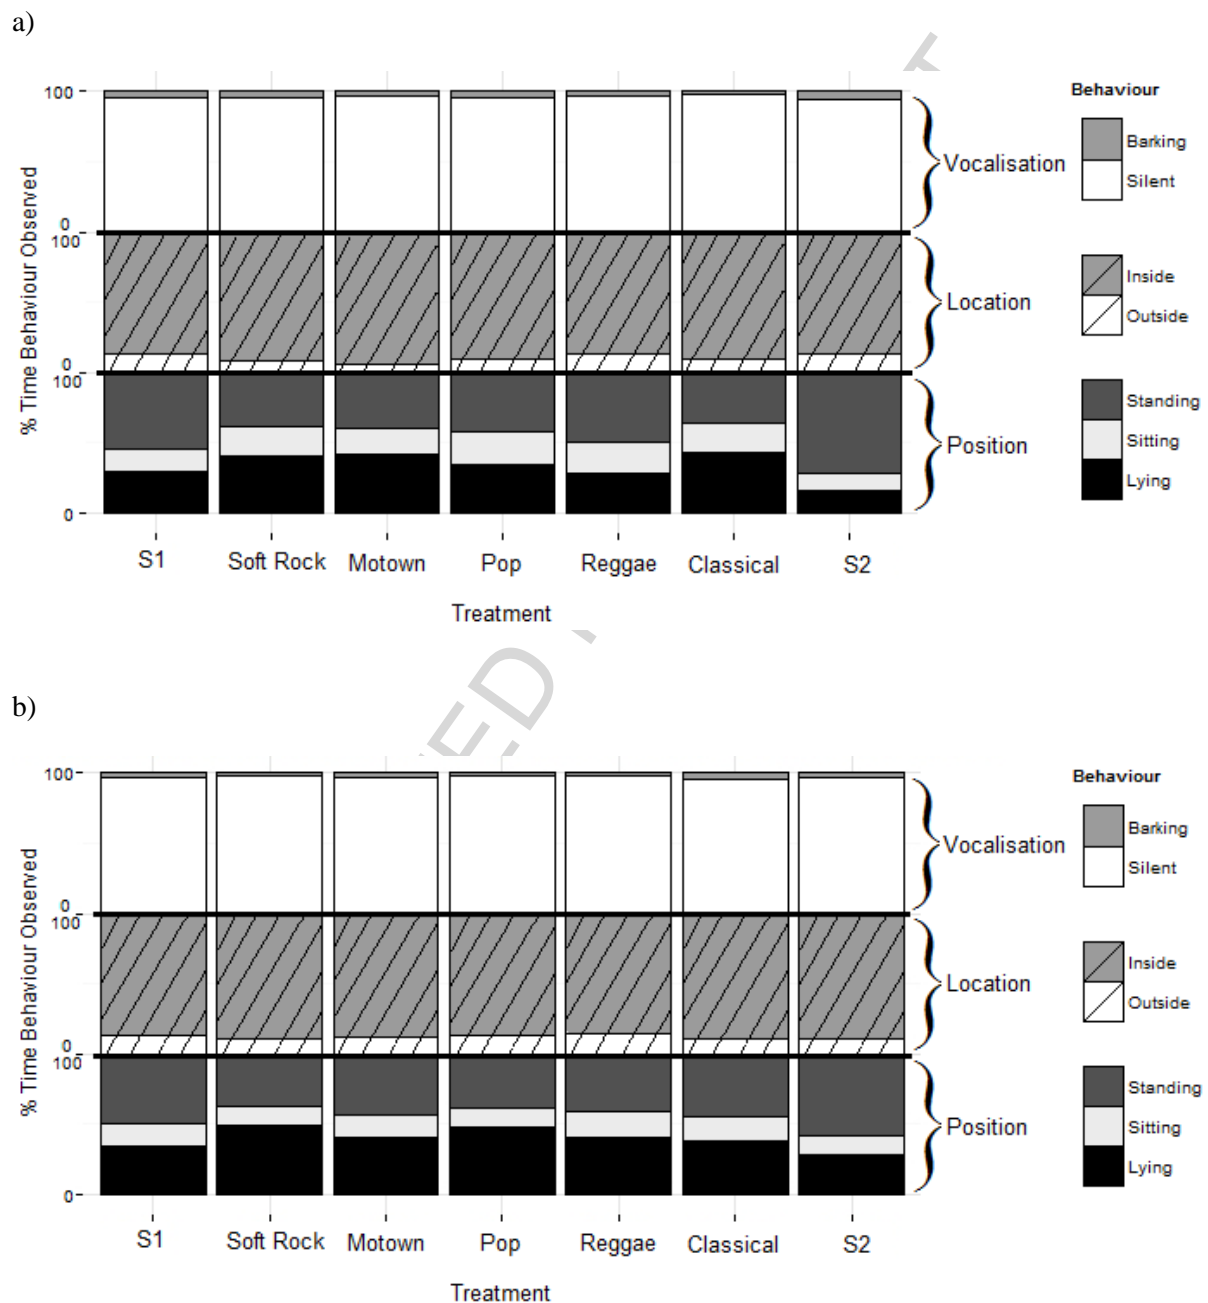 a)
Behaviour
100
Barking
Vocalisation
Silent
0
100
Inside
Location
Outside
0
100
Standing
Sitting
Position
Lying
0
% Time Behaviour Observed
S1 Soft Rock Motown Pop Reggae Classical S2
Treatment
b)
Behaviour
100
Barking
Vocalisation
Silent
0
100
Inside
Location
Outside
0
100
Standing
Sitting
Position
Lying
0
% Time Behaviour Observed
S1 Soft Rock Motown Pop Reggae Classical S2
Treatment